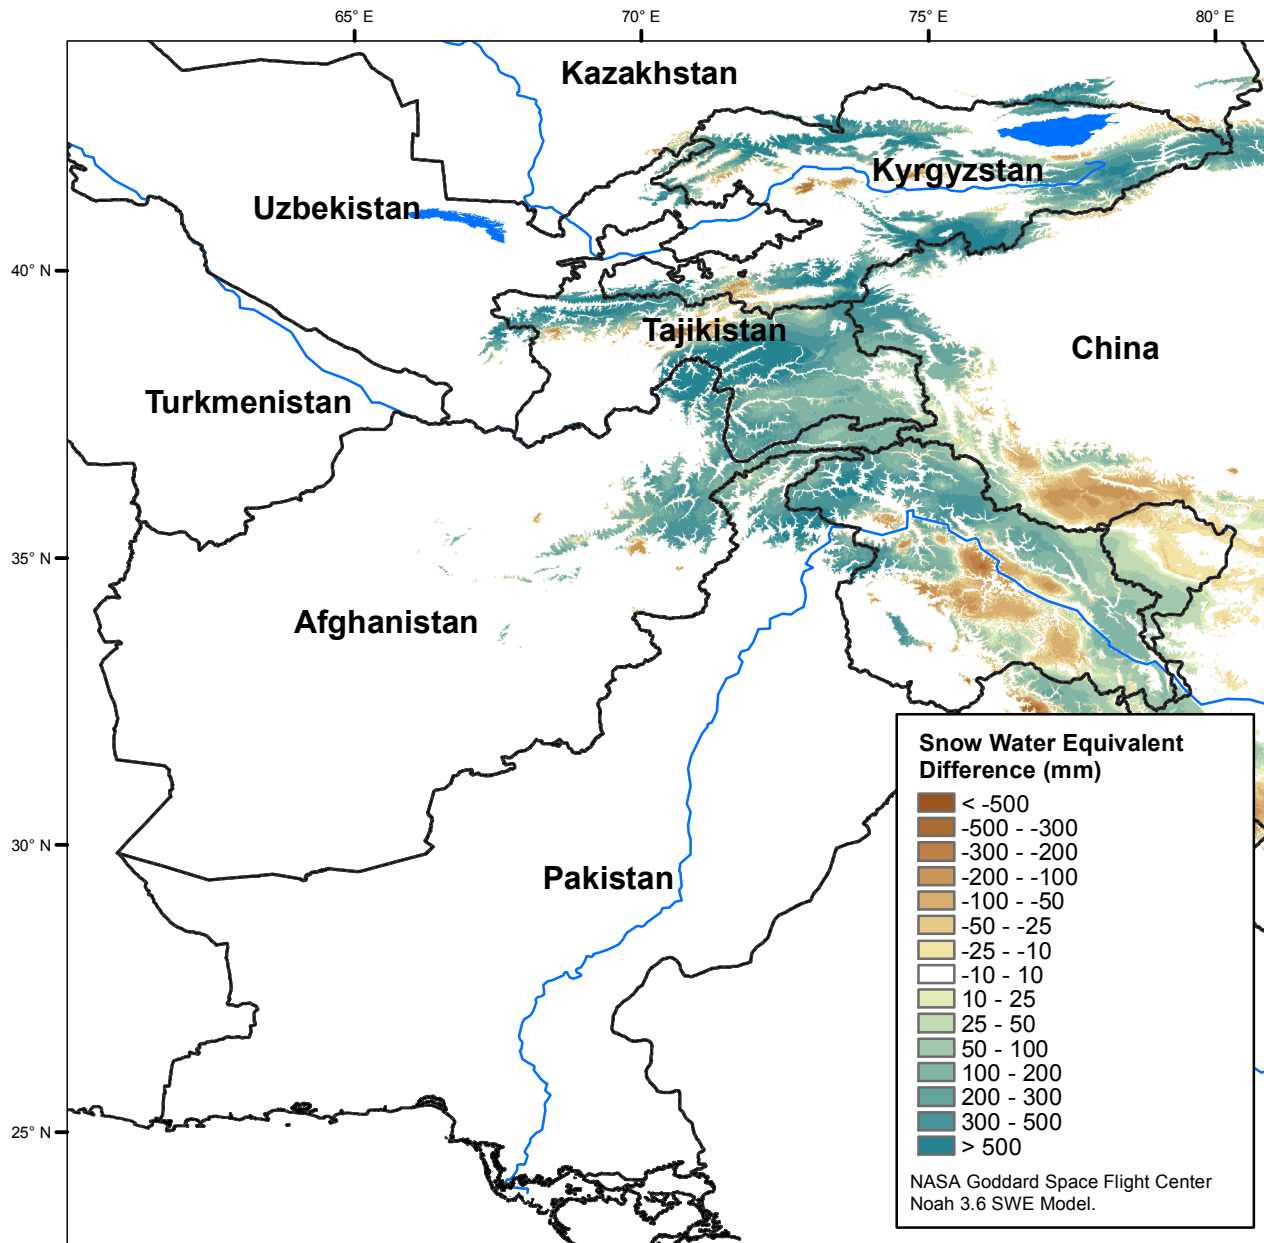 65° E
70° E
75° E
80° E
Kazakhstan
Kyrgyzstan
Uzbekistan
40° N
Tajikistan
China
Turkmenistan
35° N
Afghanistan
30° N
Pakistan
25° N
Snow Water Equivalent
Difference (mm)
< -500
-500 - -300
-300 - -200
-200 - -100
-100 - -50
-50 - -25
-25 - -10
-10 - 10
10 - 25
25 - 50
50 - 100
100 - 200
200 - 300
300 - 500
> 500
NASA Goddard Space Flight Center
Noah 3.6 SWE Model.